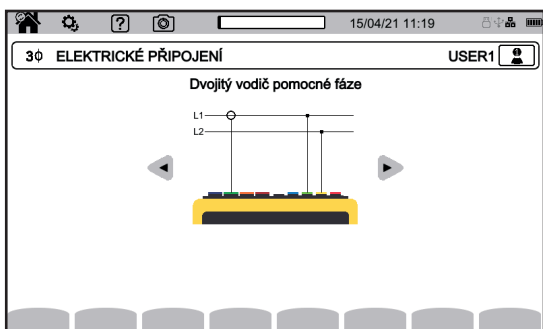 15/04/21 11:19
3Φ ELEKTRICKÉ PŘIPOJENÍ USER1
Dvojitý vodič pomocné fáze
L1
L2